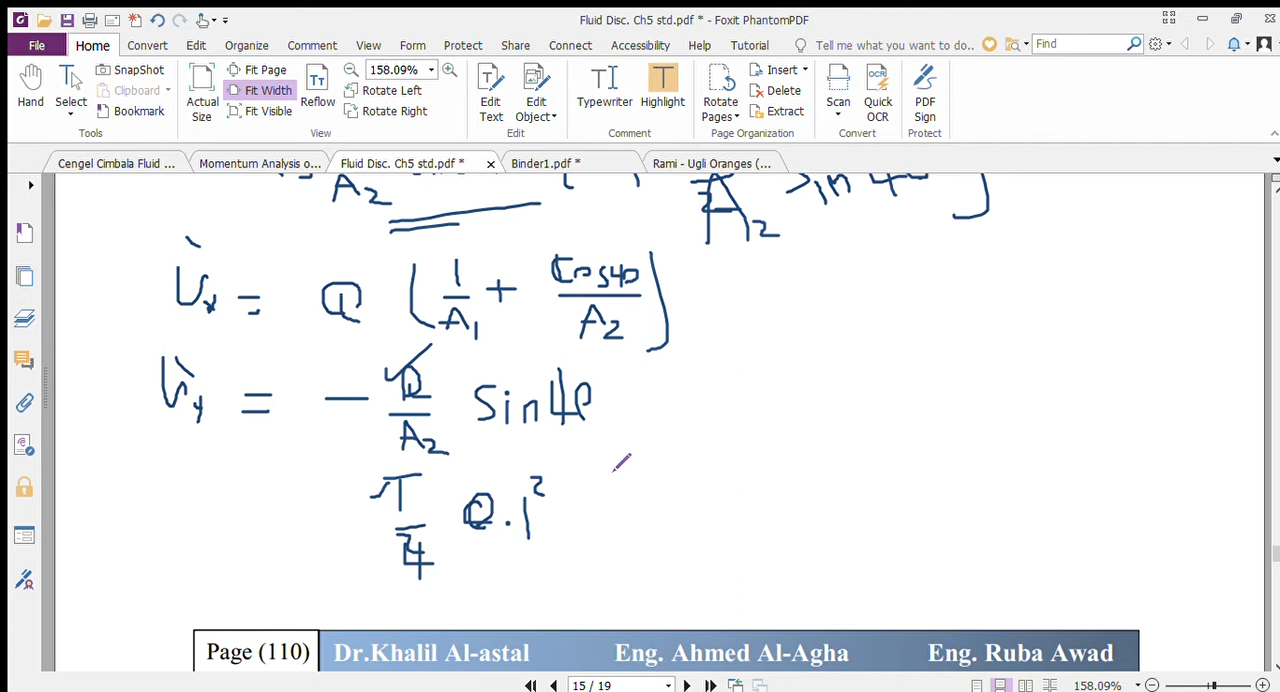 Fluid Disc. Ch5 std.pdf * - Foxit PhantomPDF
File Home Convert Edit Organize Comment View Form Protect Share Connect Accessibility Help Tutorial Tell me what you want to do.. Find
Hand Select SnapShot Clipboard Bookmark Actual Size Fit Page Fit Width Fit Visible Reflow 158.09% Rotate Left Rotate Right Edit Text Edit Object Typewriter Highlight Rotate Pages Insert Delete Extract Scan Quick OCR PDF Sign
Tools View Edit Comment Page Organization Convert Protect
Cengel Cimbala Fluid ... Momentum Analysis o... Fluid Disc. Ch5 std.pdf * Binder1.pdf * Rami - Ugli Oranges (...
A2 A2 Sin 40 ]
Vx = Q ( 1/A1 + Cos40/A2 )
Vy = - Q/A2 Sin40
π/4 0.1²
Page (110) Dr.Khalil Al-astal Eng. Ahmed Al-Agha Eng. Ruba Awad
15 / 19 158.09%